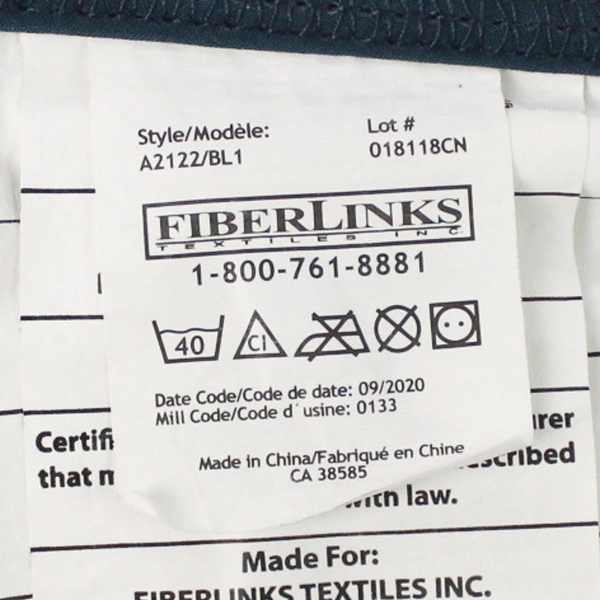 Style/Modèle:
A2122/BL1
Lot #
018118CN
FIBERLINKS
TEXTILES INC.
1-800-761-8881
40 Cl
Date Code/Code de date: 09/2020
Mill Code/Code d´usine: 0133
Made in China/Fabriqué en Chine
CA 38585
Certifi
that m
urer
scribed
with law.
Made For:
FIBERLINKS TEXTILES INC.